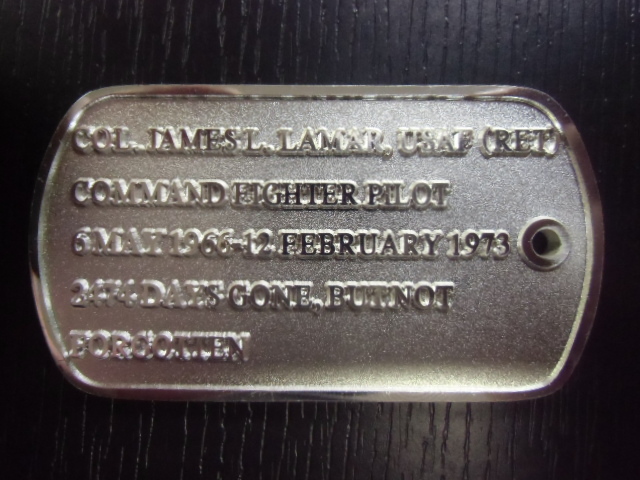 COL. JAMES L. LAMAR, USAF (RET)
COMMAND FIGHTER PILOT
6 MAY 1966-12 FEBRUARY 1973
2474 DAYS GONE, BUT NOT
FORGOTTEN